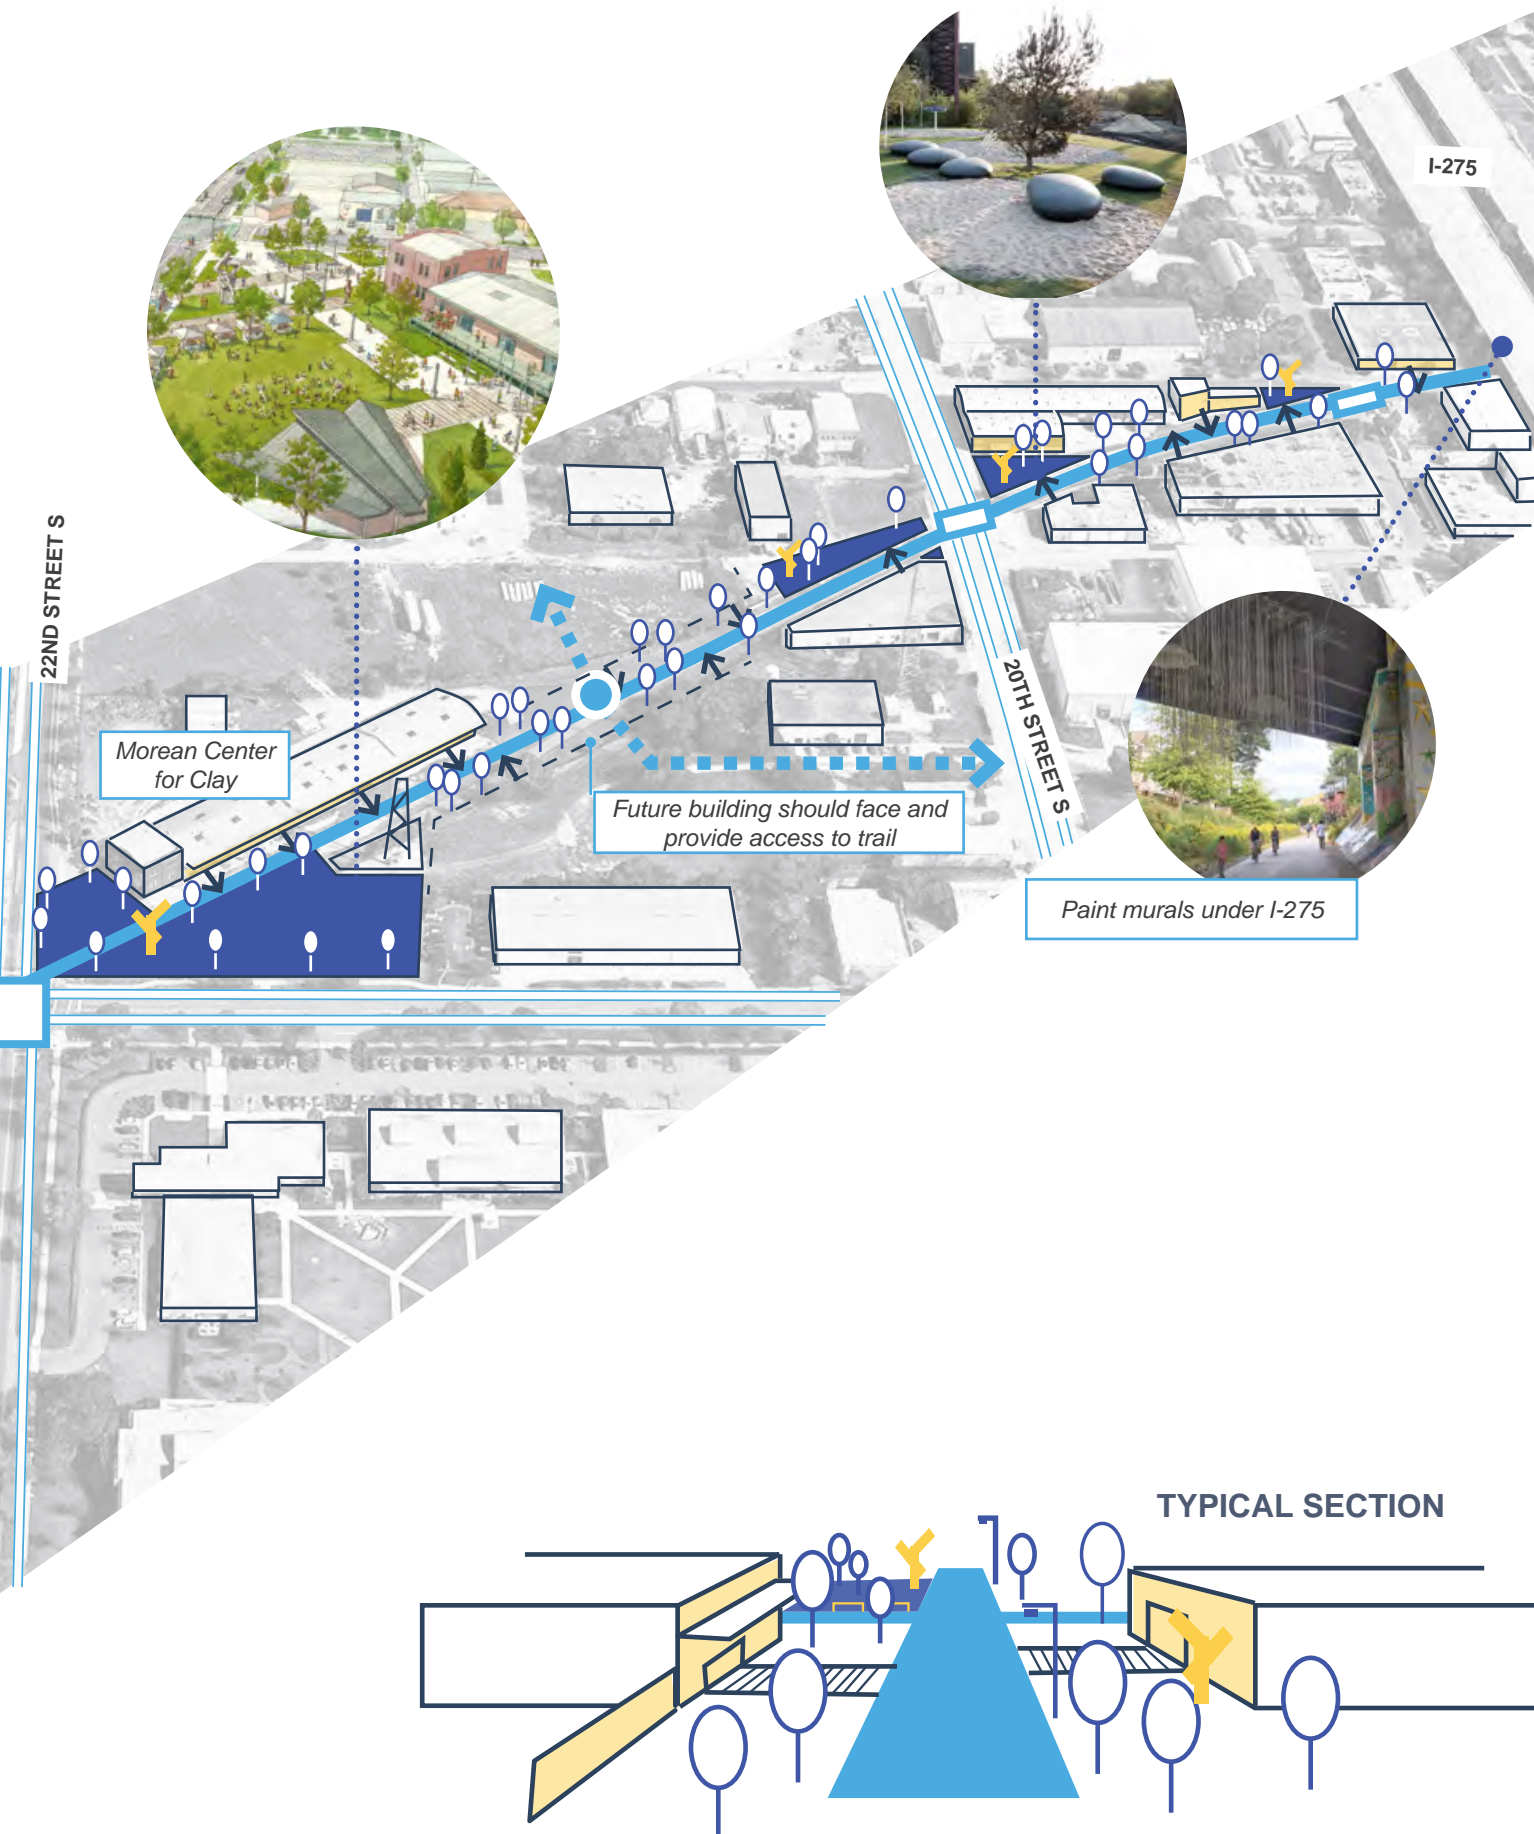 I-275
22ND STREET S
Morean Center
for Clay
20TH STREET S
Future building should face and
provide access to trail
Paint murals under I-275
TYPICAL SECTION